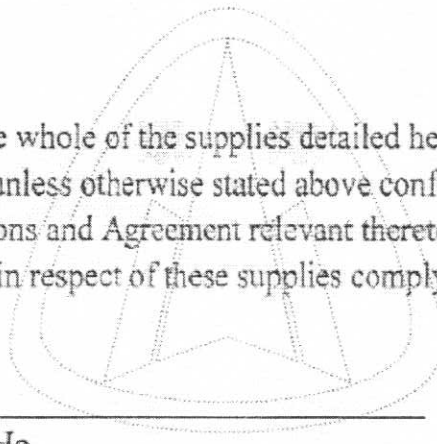 e whole of the supplies detailed he
unless otherwise stated above conf
ons and Agreement relevant theret
in respect of these supplies comply